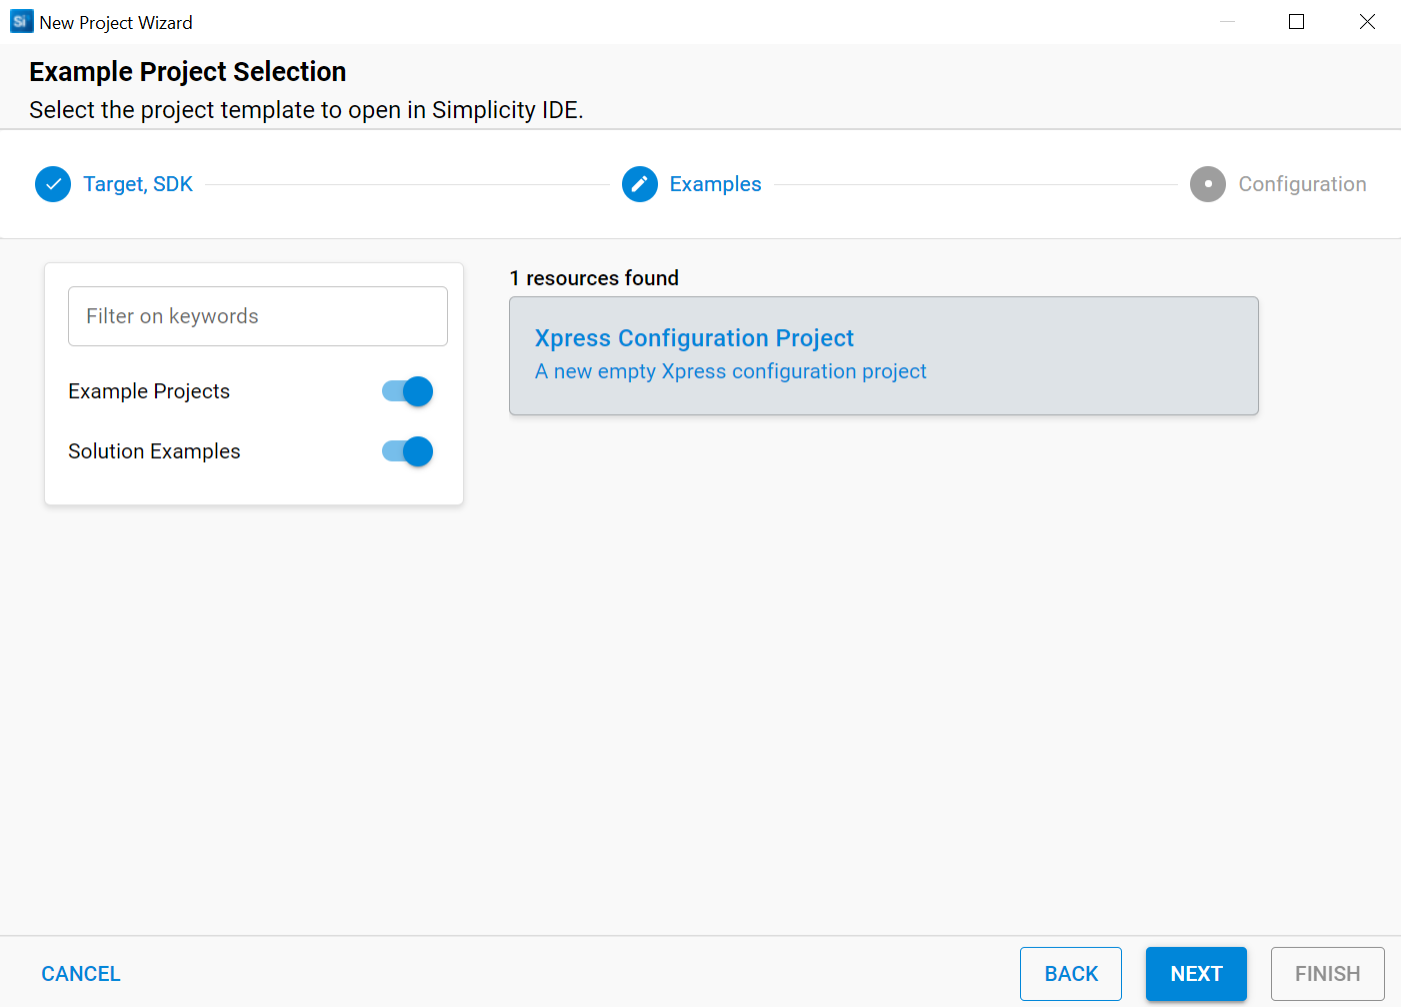 Si New Project Wizard
Example Project Selection
Select the project template to open in Simplicity IDE.
Target, SDK
Examples
Configuration
Filter on keywords
Example Projects
Solution Examples
1 resources found
Xpress Configuration Project
A new empty Xpress configuration project
CANCEL
BACK
NEXT
FINISH